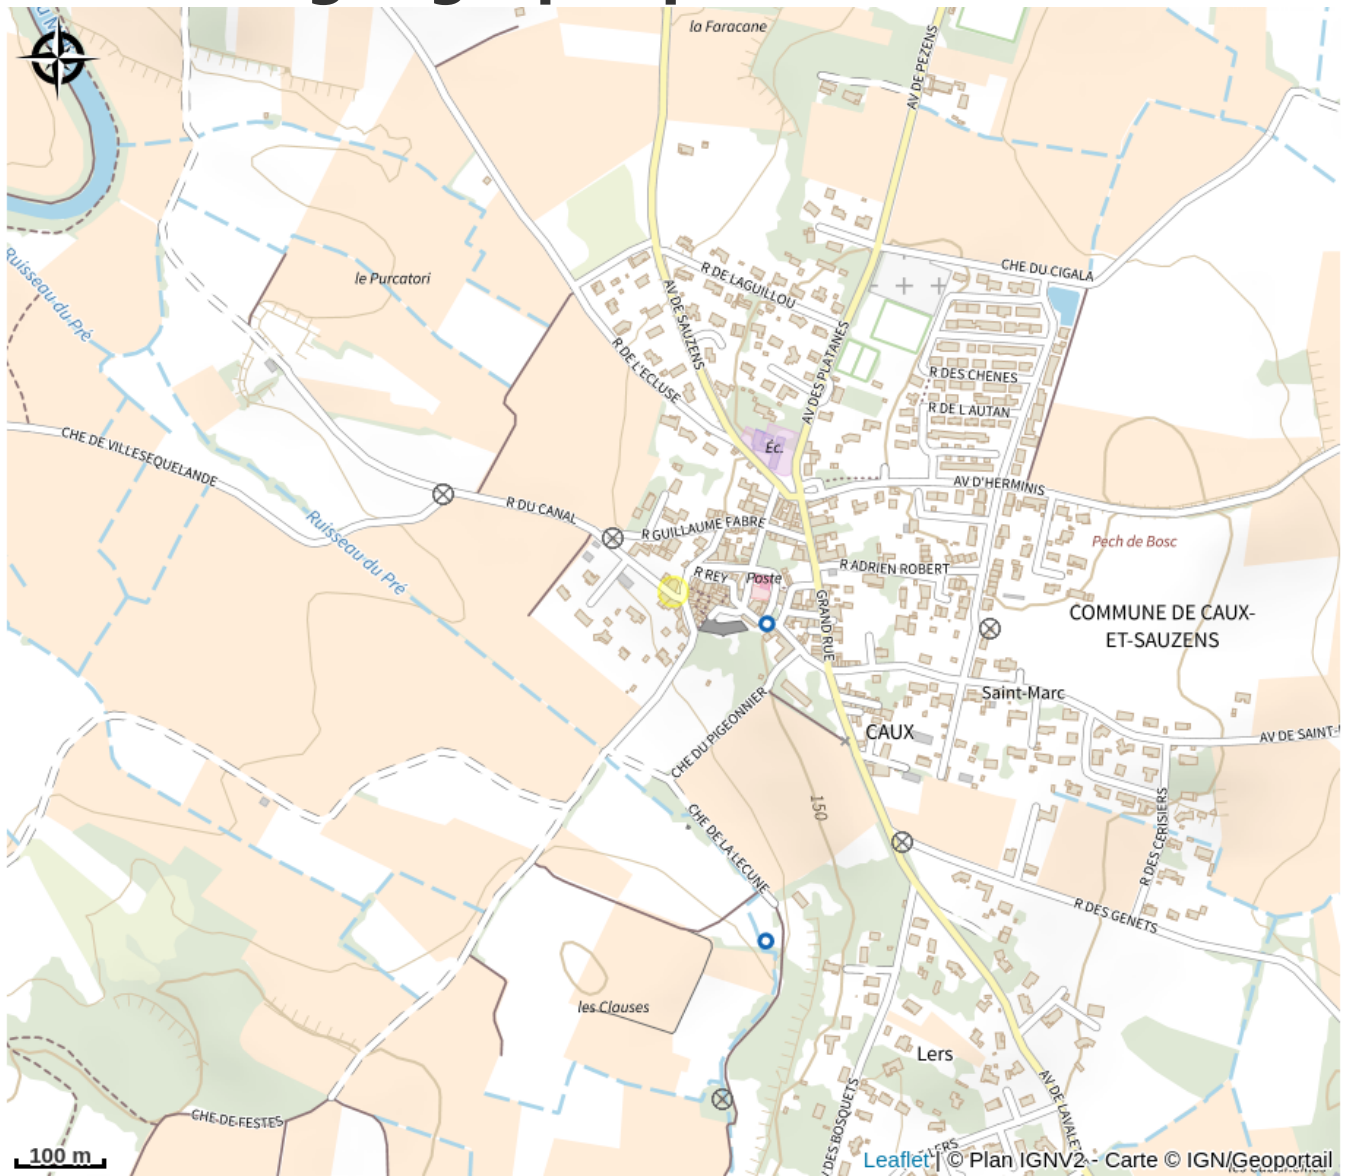 la Faracane
AV DE PEZENS
Ruisseau du Pré
le Purcatori
R DE LAGUILLOU
CHE DU CIGALA
AV DE SAUZENS
R DE L'ECLUSE
AV DES PLATANES
R DES CHENES
R DE L'AUTAN
Éc.
CHE DE VILLESEQUELANDE
AV D'HERMINIS
R DU CANAL
R GUILLAUME FABRE
Ruisseau du Pré
Pech de Bosc
R REY
Poste
R ADRIEN ROBERT
GRAND RUE
COMMUNE DE CAUX-
ET-SAUZENS
Saint-Marc
CHE DU PIGEONNIER
CAUX
AV DE SAINT-
150
CHE DE LA LECUNE
R DES CERISIERS
R DES GENETS
les Clauses
Lers
AV DE LAVALE
DES BOSQUETS
CHE DE FESTES
100 m
Leaflet | © Plan IGNV2 - Carte © IGN/Geoportail